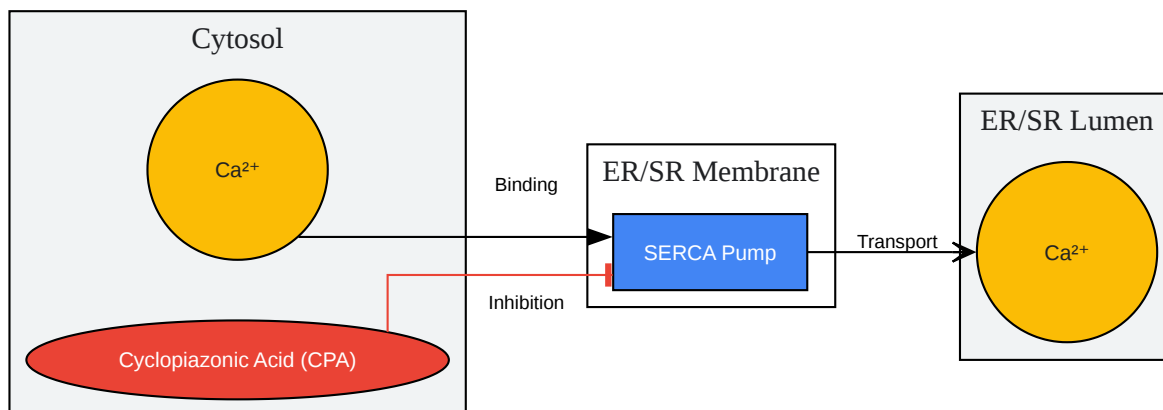 Cytosol
Ca²⁺
Binding
Inhibition
Cyclopiazonic Acid (CPA)
ER/SR Membrane
SERCA Pump
Transport
ER/SR Lumen
Ca²⁺